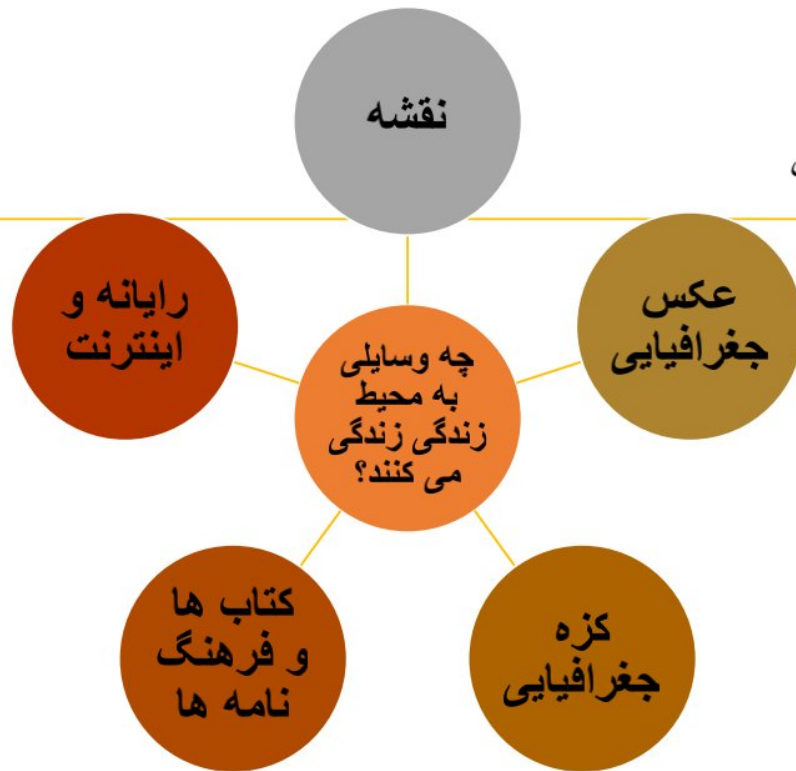 نقشه
عکس
جغرافیایی
رایانه و
اینترنت
چه وسایلی
به محیط
زندگی زندگی
می کنند؟
کزه
جغرافیایی
کتاب ها
و فرهنگ
نامه ها